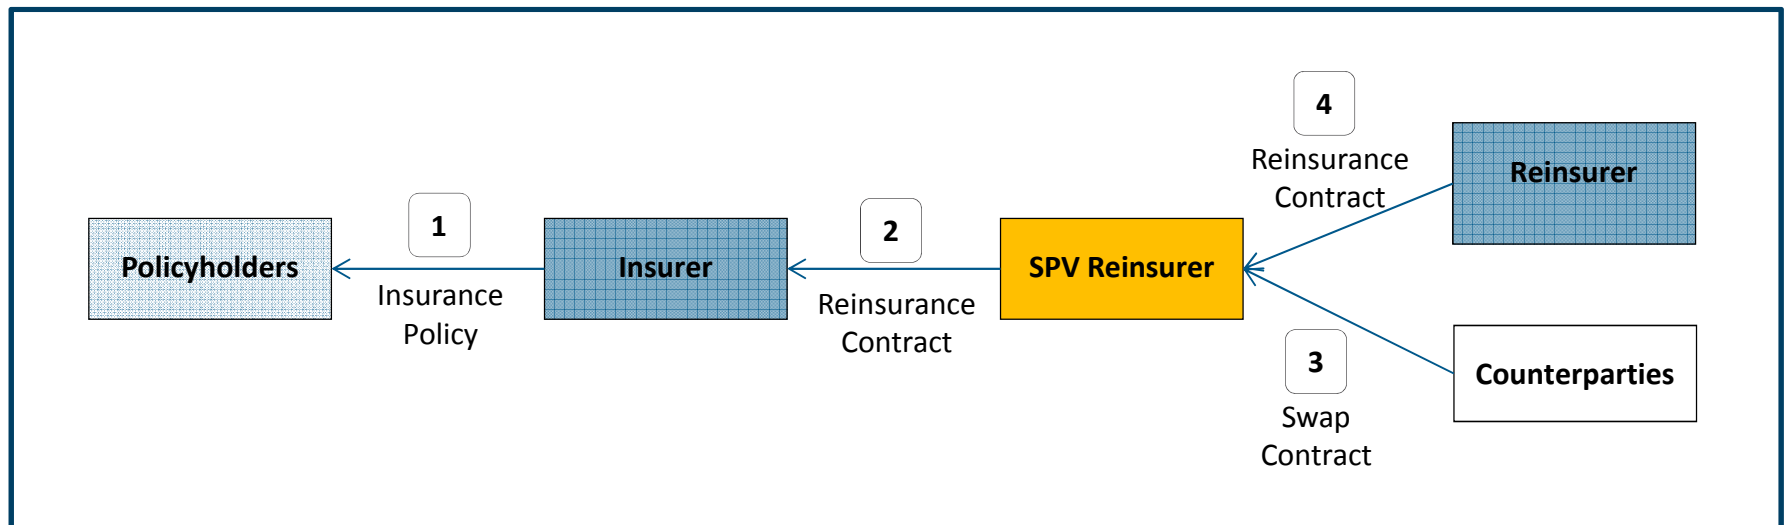 Policyholders
1
Insurance
Policy
Insurer
2
Reinsurance
Contract
SPV Reinsurer
4
Reinsurance
Contract
Reinsurer
3
Swap
Contract
Counterparties